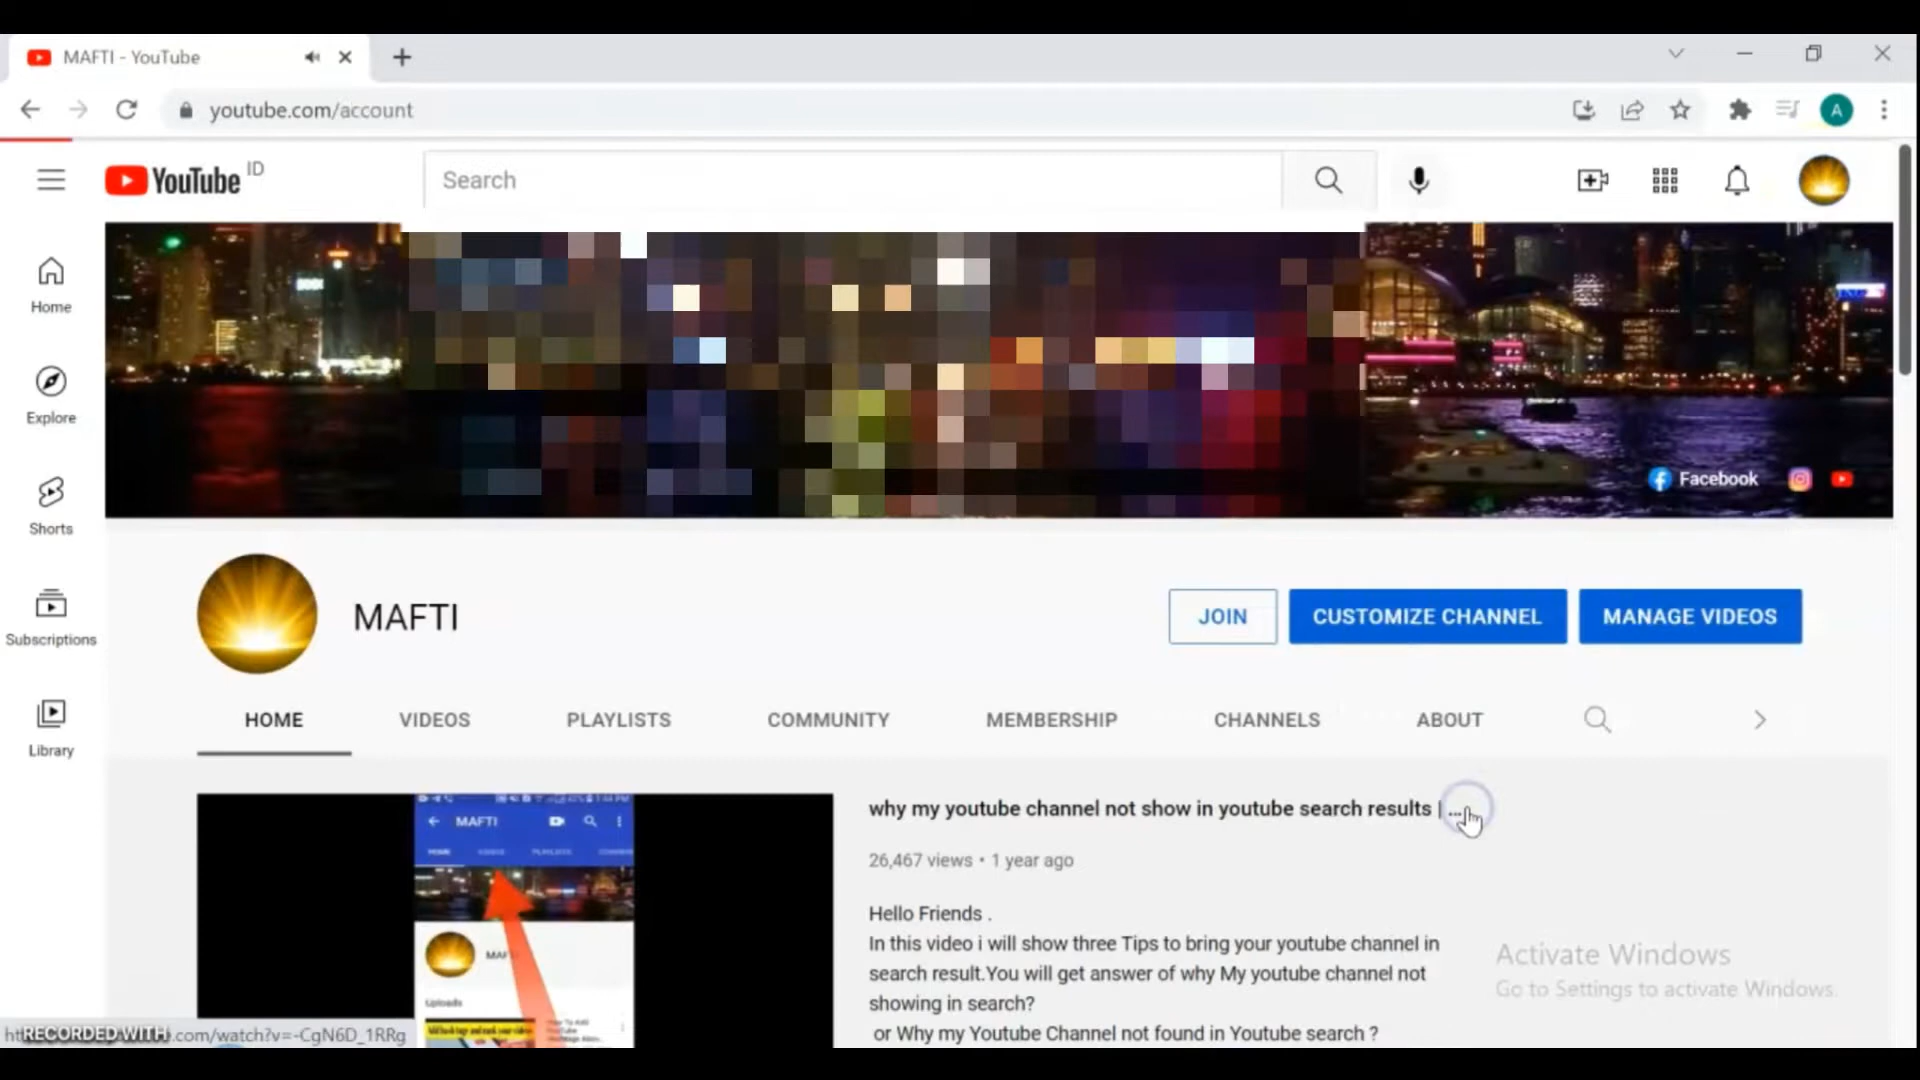 MAFTI - YouTube
youtube.com/account
A
YouTube ID
Search
Home
Explore
Shorts
Subscriptions
Library
Facebook
MAFTI
JOIN
CUSTOMIZE CHANNEL
MANAGE VIDEOS
HOME
VIDEOS
PLAYLISTS
COMMUNITY
MEMBERSHIP
CHANNELS
ABOUT
MAFTI
Uploads
why my youtube channel not show in youtube search results | ...
26,467 views • 1 year ago
Hello Friends .
In this video i will show three Tips to bring your youtube channel in
search result.You will get answer of why My youtube channel not
showing in search?
or Why my Youtube Channel not found in Youtube search ?
Activate Windows
Go to Settings to activate Windows.
RECORDED WITH
.com/watch?v=-CgN6D_1RRg